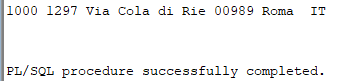 1000 1297 Via Cola di Rie 00989 Roma  IT
PL/SQL procedure successfully completed.